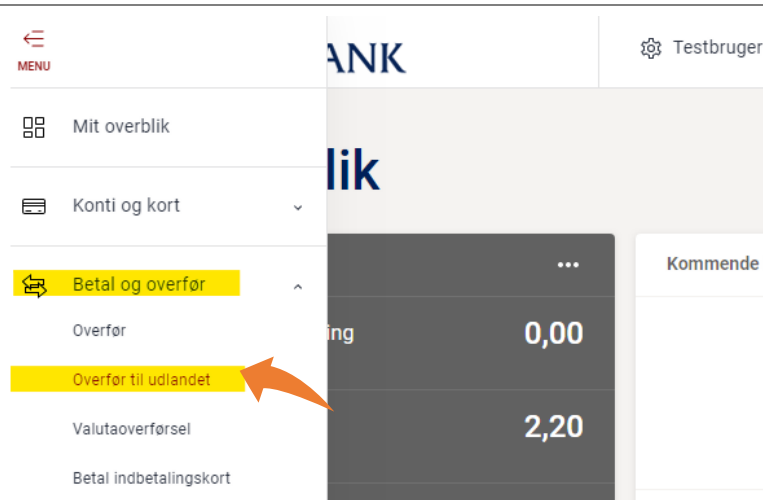 MENU
ANK
Testbruger
Mit overblik
lik
Konti og kort
Kommende
Betal og overfør
ing
0,00
Overfør
Overfør til udlandet
2,20
Valutaoverførsel
Betal indbetalingskort